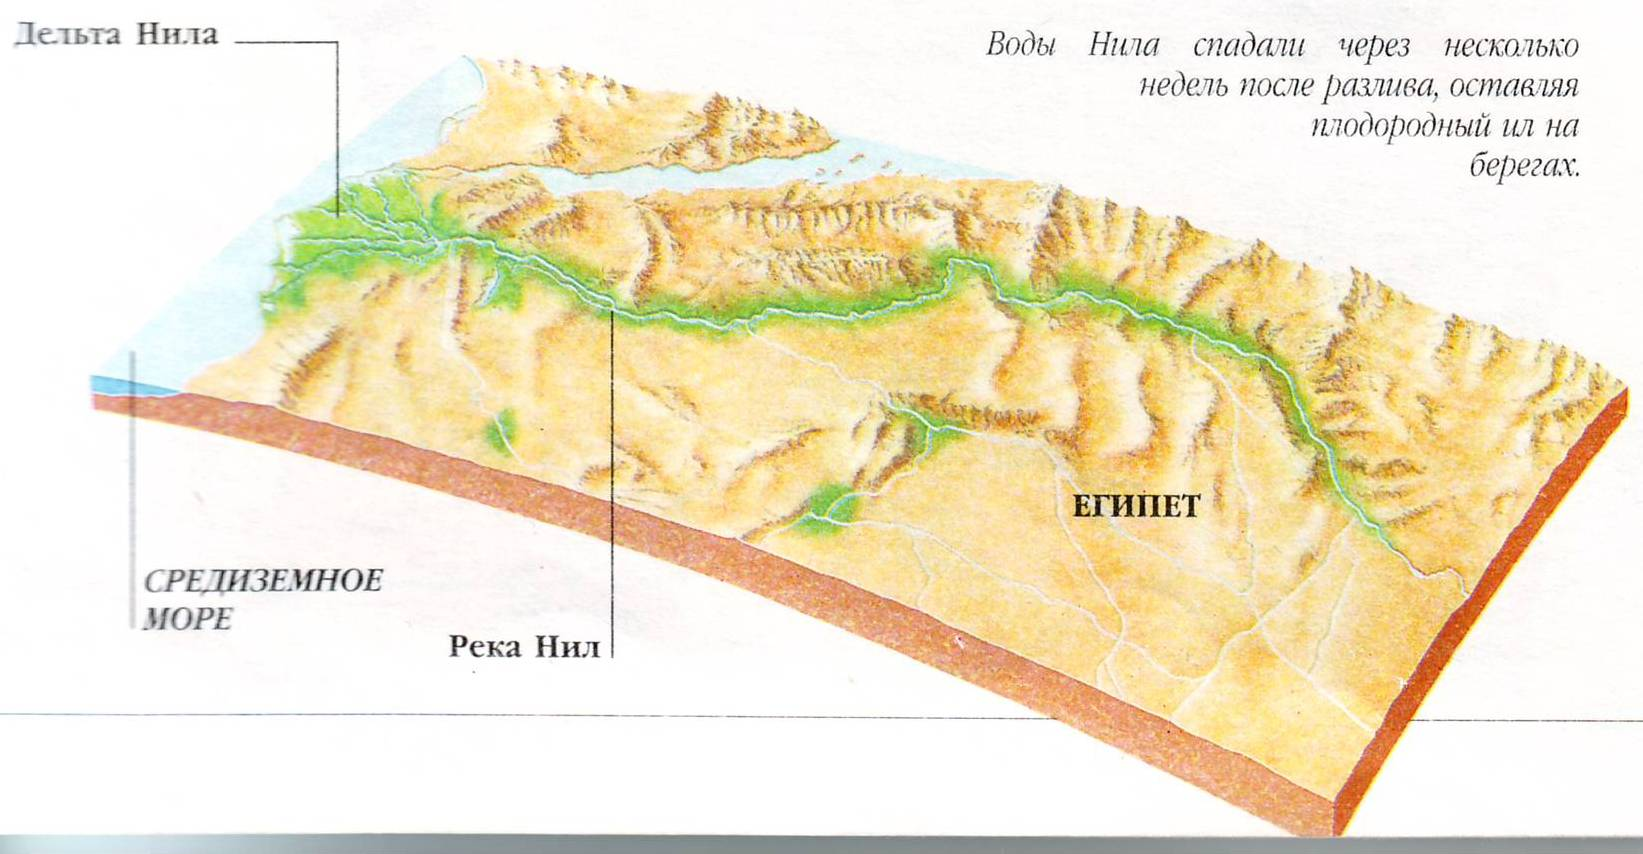 Дельта Нила
Воды Нила спадали через несколько
недель после разлива, оставляя
плодородный ил на
берегах.
ЕГИПЕТ
СРЕДИЗЕМНОЕ
МОРЕ
Река Нил